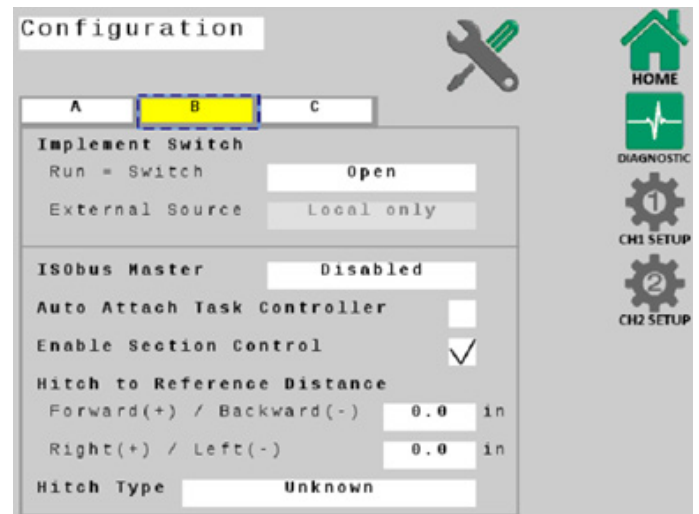 Configuration
HOME
A B C
DIAGNOSTIC
Implement Switch
Run = Switch Open
External Source Local only
1
CH1 SETUP
ISObus Master Disabled
2
Auto Attach Task Controller
CH2 SETUP
Enable Section Control
Hitch to Reference Distance
Forward(+) / Backward(-) 0.0 in
Right(+) / Left(-) 0.0 in
Hitch Type Unknown